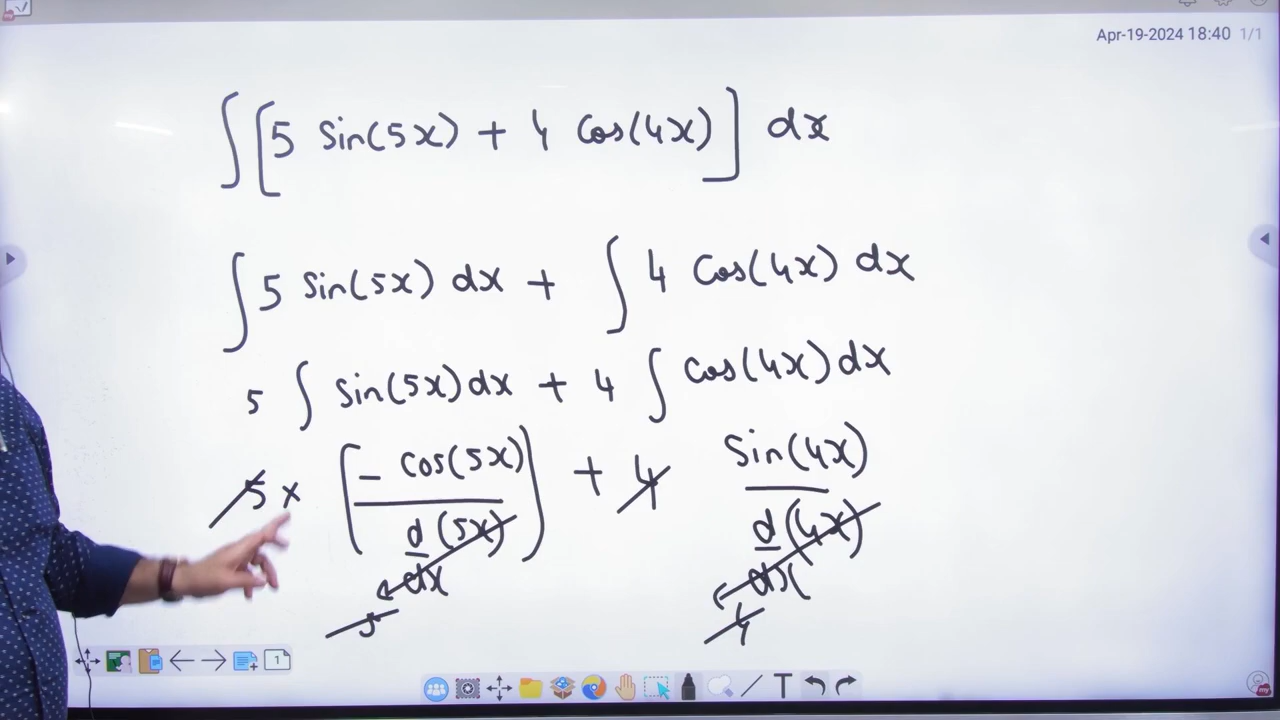 Apr-19-2024 18:40 1/1
∫[5 Sin(5x) + 4 Cos(4x)] dx
∫ 5 Sin(5x) dx + ∫ 4 Cos(4x) dx
5 ∫ Sin(5x) dx + 4 ∫ Cos(4x) dx
5 x (- Cos(5x) / d/dx (5x)) + 4 Sin(4x) / d/dx (4x)
5 4
1 T